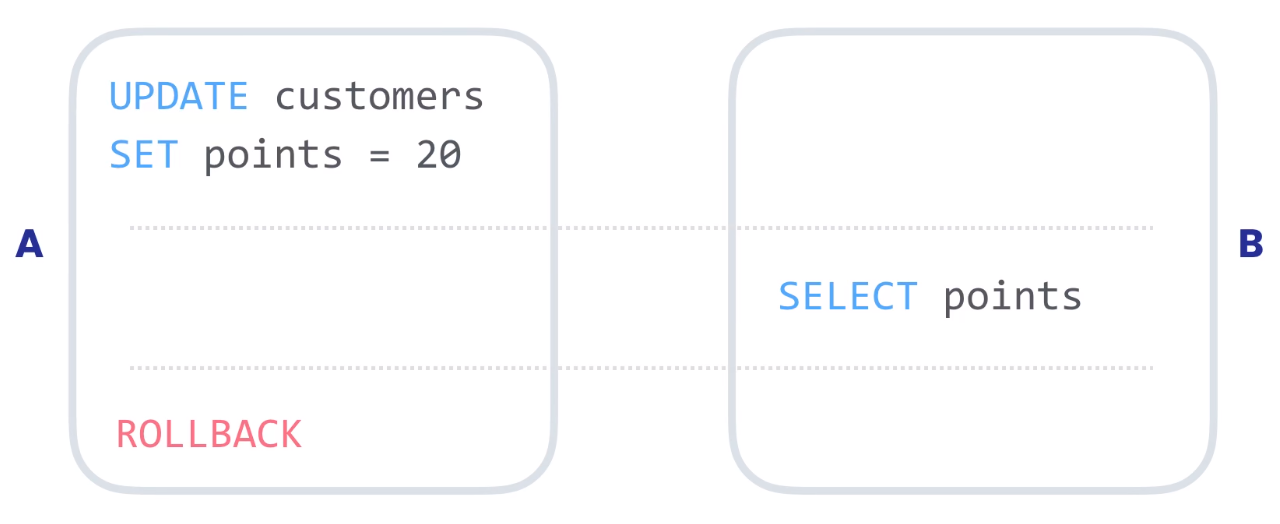 UPDATE customers
SET points = 20
A
B
SELECT points
ROLLBACK